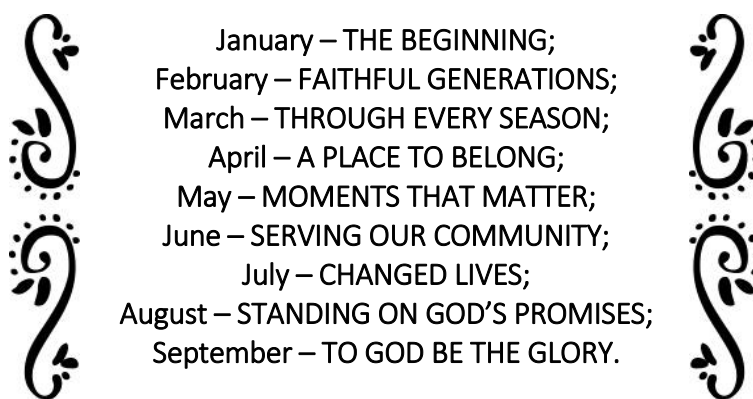 January – THE BEGINNING;
February – FAITHFUL GENERATIONS;
March – THROUGH EVERY SEASON;
April – A PLACE TO BELONG;
May – MOMENTS THAT MATTER;
June – SERVING OUR COMMUNITY;
July – CHANGED LIVES;
August – STANDING ON GOD’S PROMISES;
September – TO GOD BE THE GLORY.